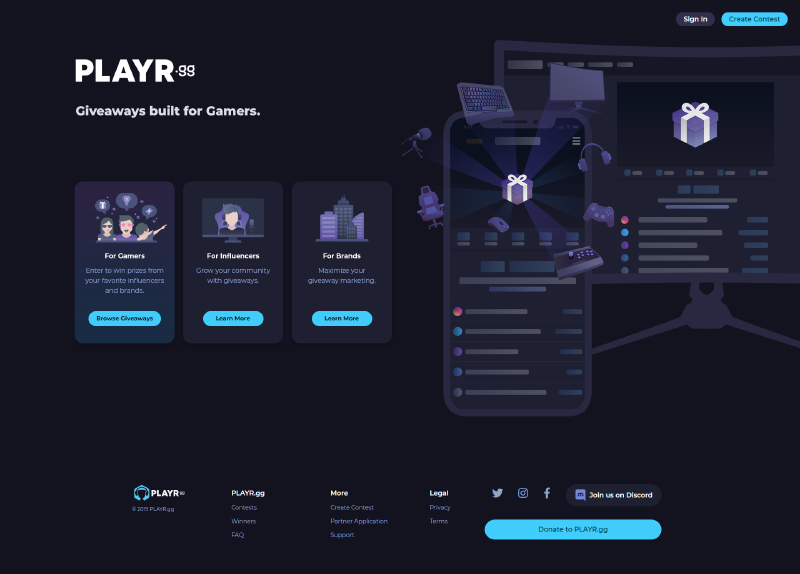 Sign In
Create Contest
PLAYR.gg
Giveaways built for Gamers.
For Gamers
Enter to win prizes from
your favorite influencers
and brands.
Browse Giveaways
For Influencers
Grow your community
with giveaways.
Learn More
For Brands
Maximize your
giveaway marketing.
Learn More
PLAYR.gg
© 2019 PLAYR.gg
PLAYR.gg
Contests
Winners
FAQ
More
Create Contest
Partner Application
Support
Legal
Privacy
Terms
Join us on Discord
Donate to PLAYR.gg